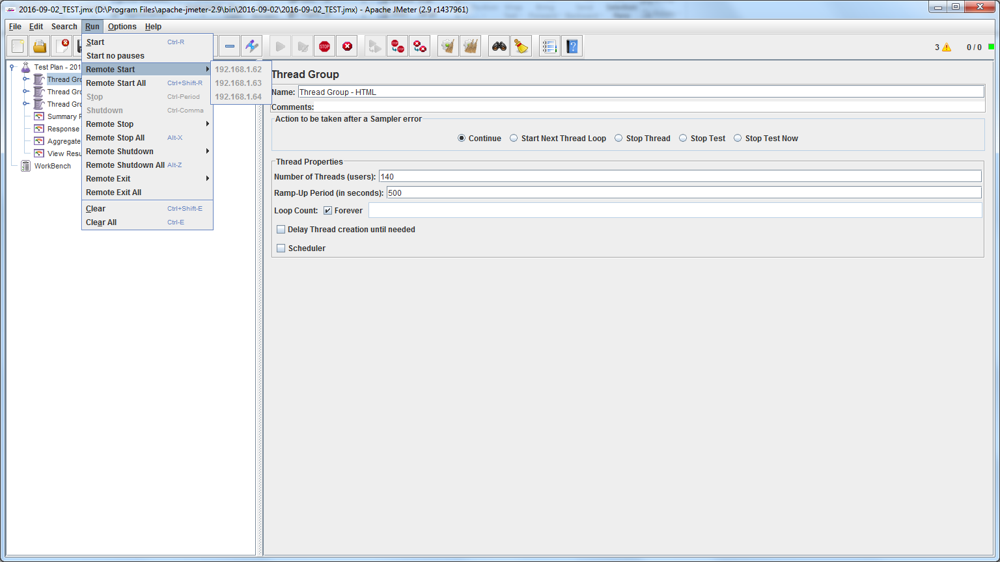 2016-09-02_TEST.jmx (D:\Program Files\apache-jmeter-2.9\bin\2016-09-02\2016-09-02_TEST.jmx) - Apache JMeter (2.9 r1437961)
File Edit Search Run Options Help
STOP
STOP
3 0 / 0
Start Ctrl-R
Start no pauses
Remote Start
Remote Start All Ctrl+Shift-R
Stop Ctrl-Period
Shutdown Ctrl-Comma
Remote Stop
Remote Stop All Alt-X
Remote Shutdown
Remote Shutdown All Alt-Z
Remote Exit
Remote Exit All
Clear Ctrl+Shift-E
Clear All Ctrl-E
192.168.1.62
192.168.1.63
192.168.1.64
Test Plan - 201
Thread Gro
Thread Gro
Thread Gro
Summary R
Response
Aggregate
View Resu
WorkBench
Thread Group
Name: Thread Group - HTML
Comments:
Action to be taken after a Sampler error
Continue Start Next Thread Loop Stop Thread Stop Test Stop Test Now
Thread Properties
Number of Threads (users): 140
Ramp-Up Period (in seconds): 500
Loop Count: Forever
Delay Thread creation until needed
Scheduler